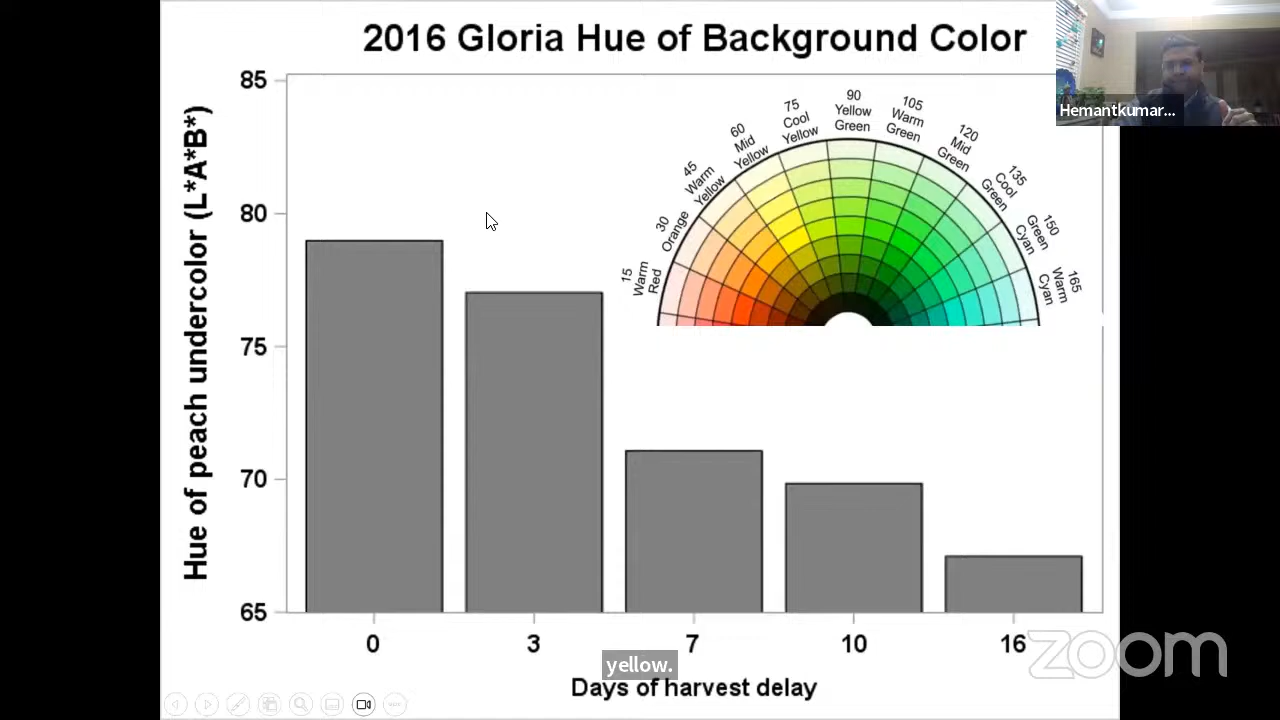 2016 Gloria Hue of Background Color
Hemantkumar...
Hue of peach undercolor (L*A*B*)
85
80
75
70
65
15
Warm
Red
30
Orange
45
Warm
Yellow
60
Mid
Yellow
75
Cool
Yellow
90
Yellow
Green
105
Warm
Green
120
Mid
Green
135
Cool
Green
150
Green
Cyan
165
Warm
Cyan
0 3 7 10 16
yellow.
Days of harvest delay
zoom